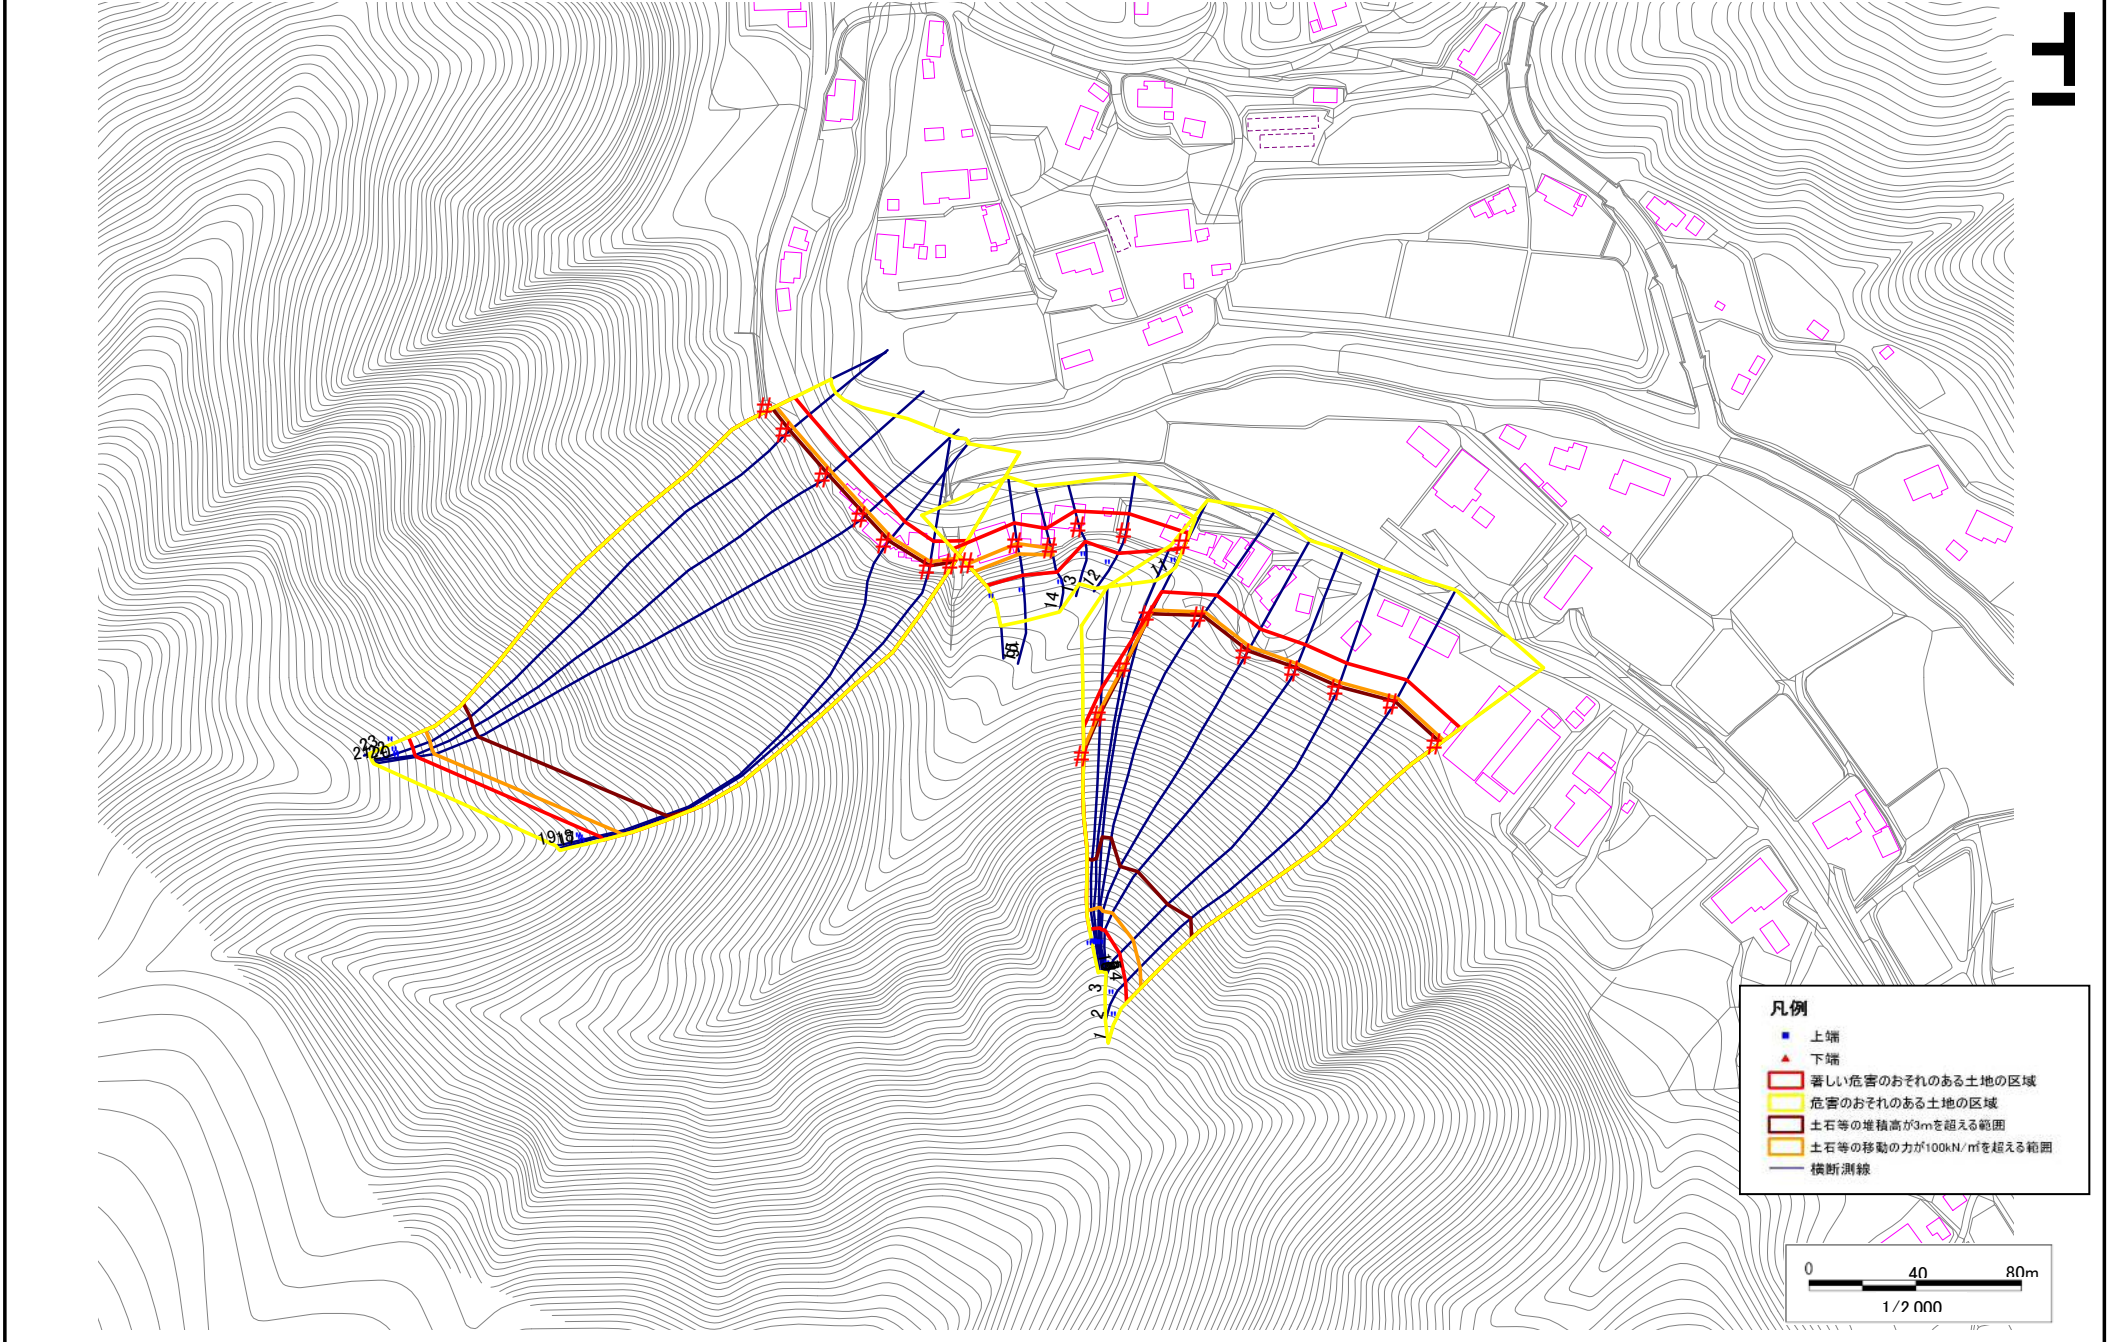 14
13
12
11
19
3
2
1
凡例
上端
下端
著しい危害のおそれのある土地の区域
危害のおそれのある土地の区域
土石等の堆積高が3mを超える範囲
土石等の移動の力が100kN/㎡を超える範囲
横断測線
0 40 80m
1/2,000